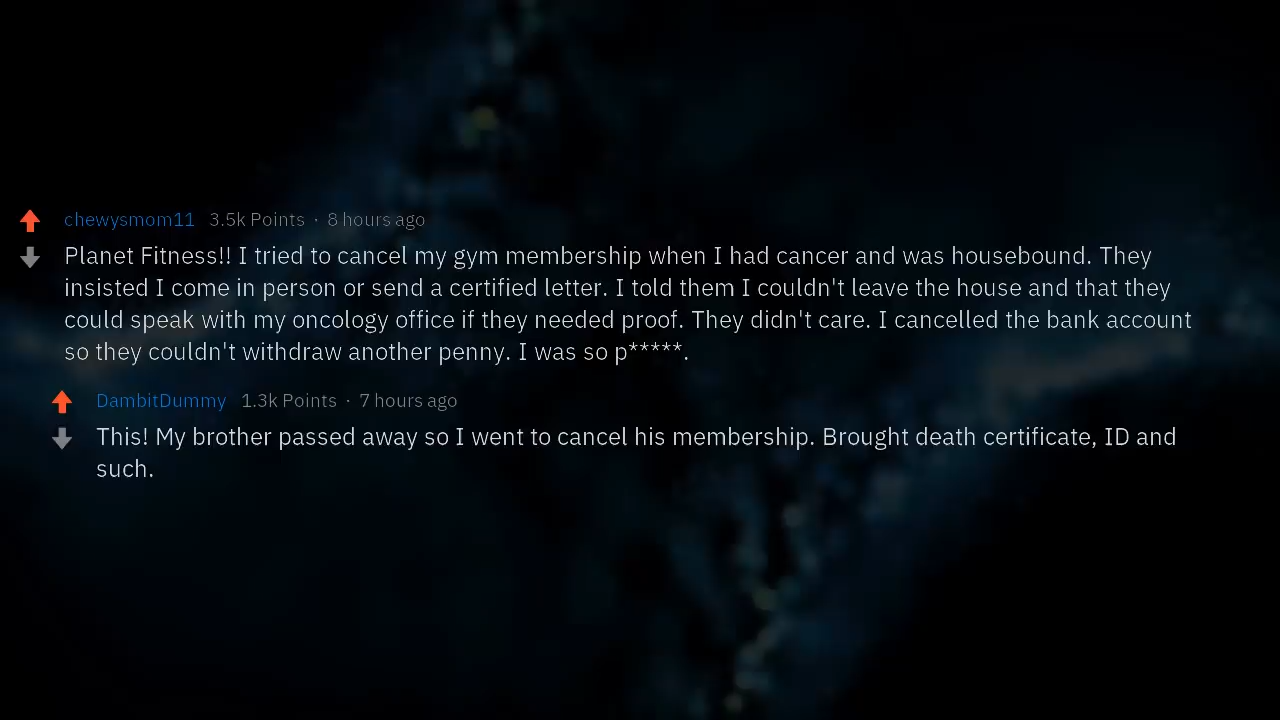 chewysmom11 3.5k Points · 8 hours ago
Planet Fitness!! I tried to cancel my gym membership when I had cancer and was housebound. They
insisted I come in person or send a certified letter. I told them I couldn't leave the house and that they
could speak with my oncology office if they needed proof. They didn't care. I cancelled the bank account
so they couldn't withdraw another penny. I was so p*****.
DambitDummy 1.3k Points · 7 hours ago
This! My brother passed away so I went to cancel his membership. Brought death certificate, ID and
such.